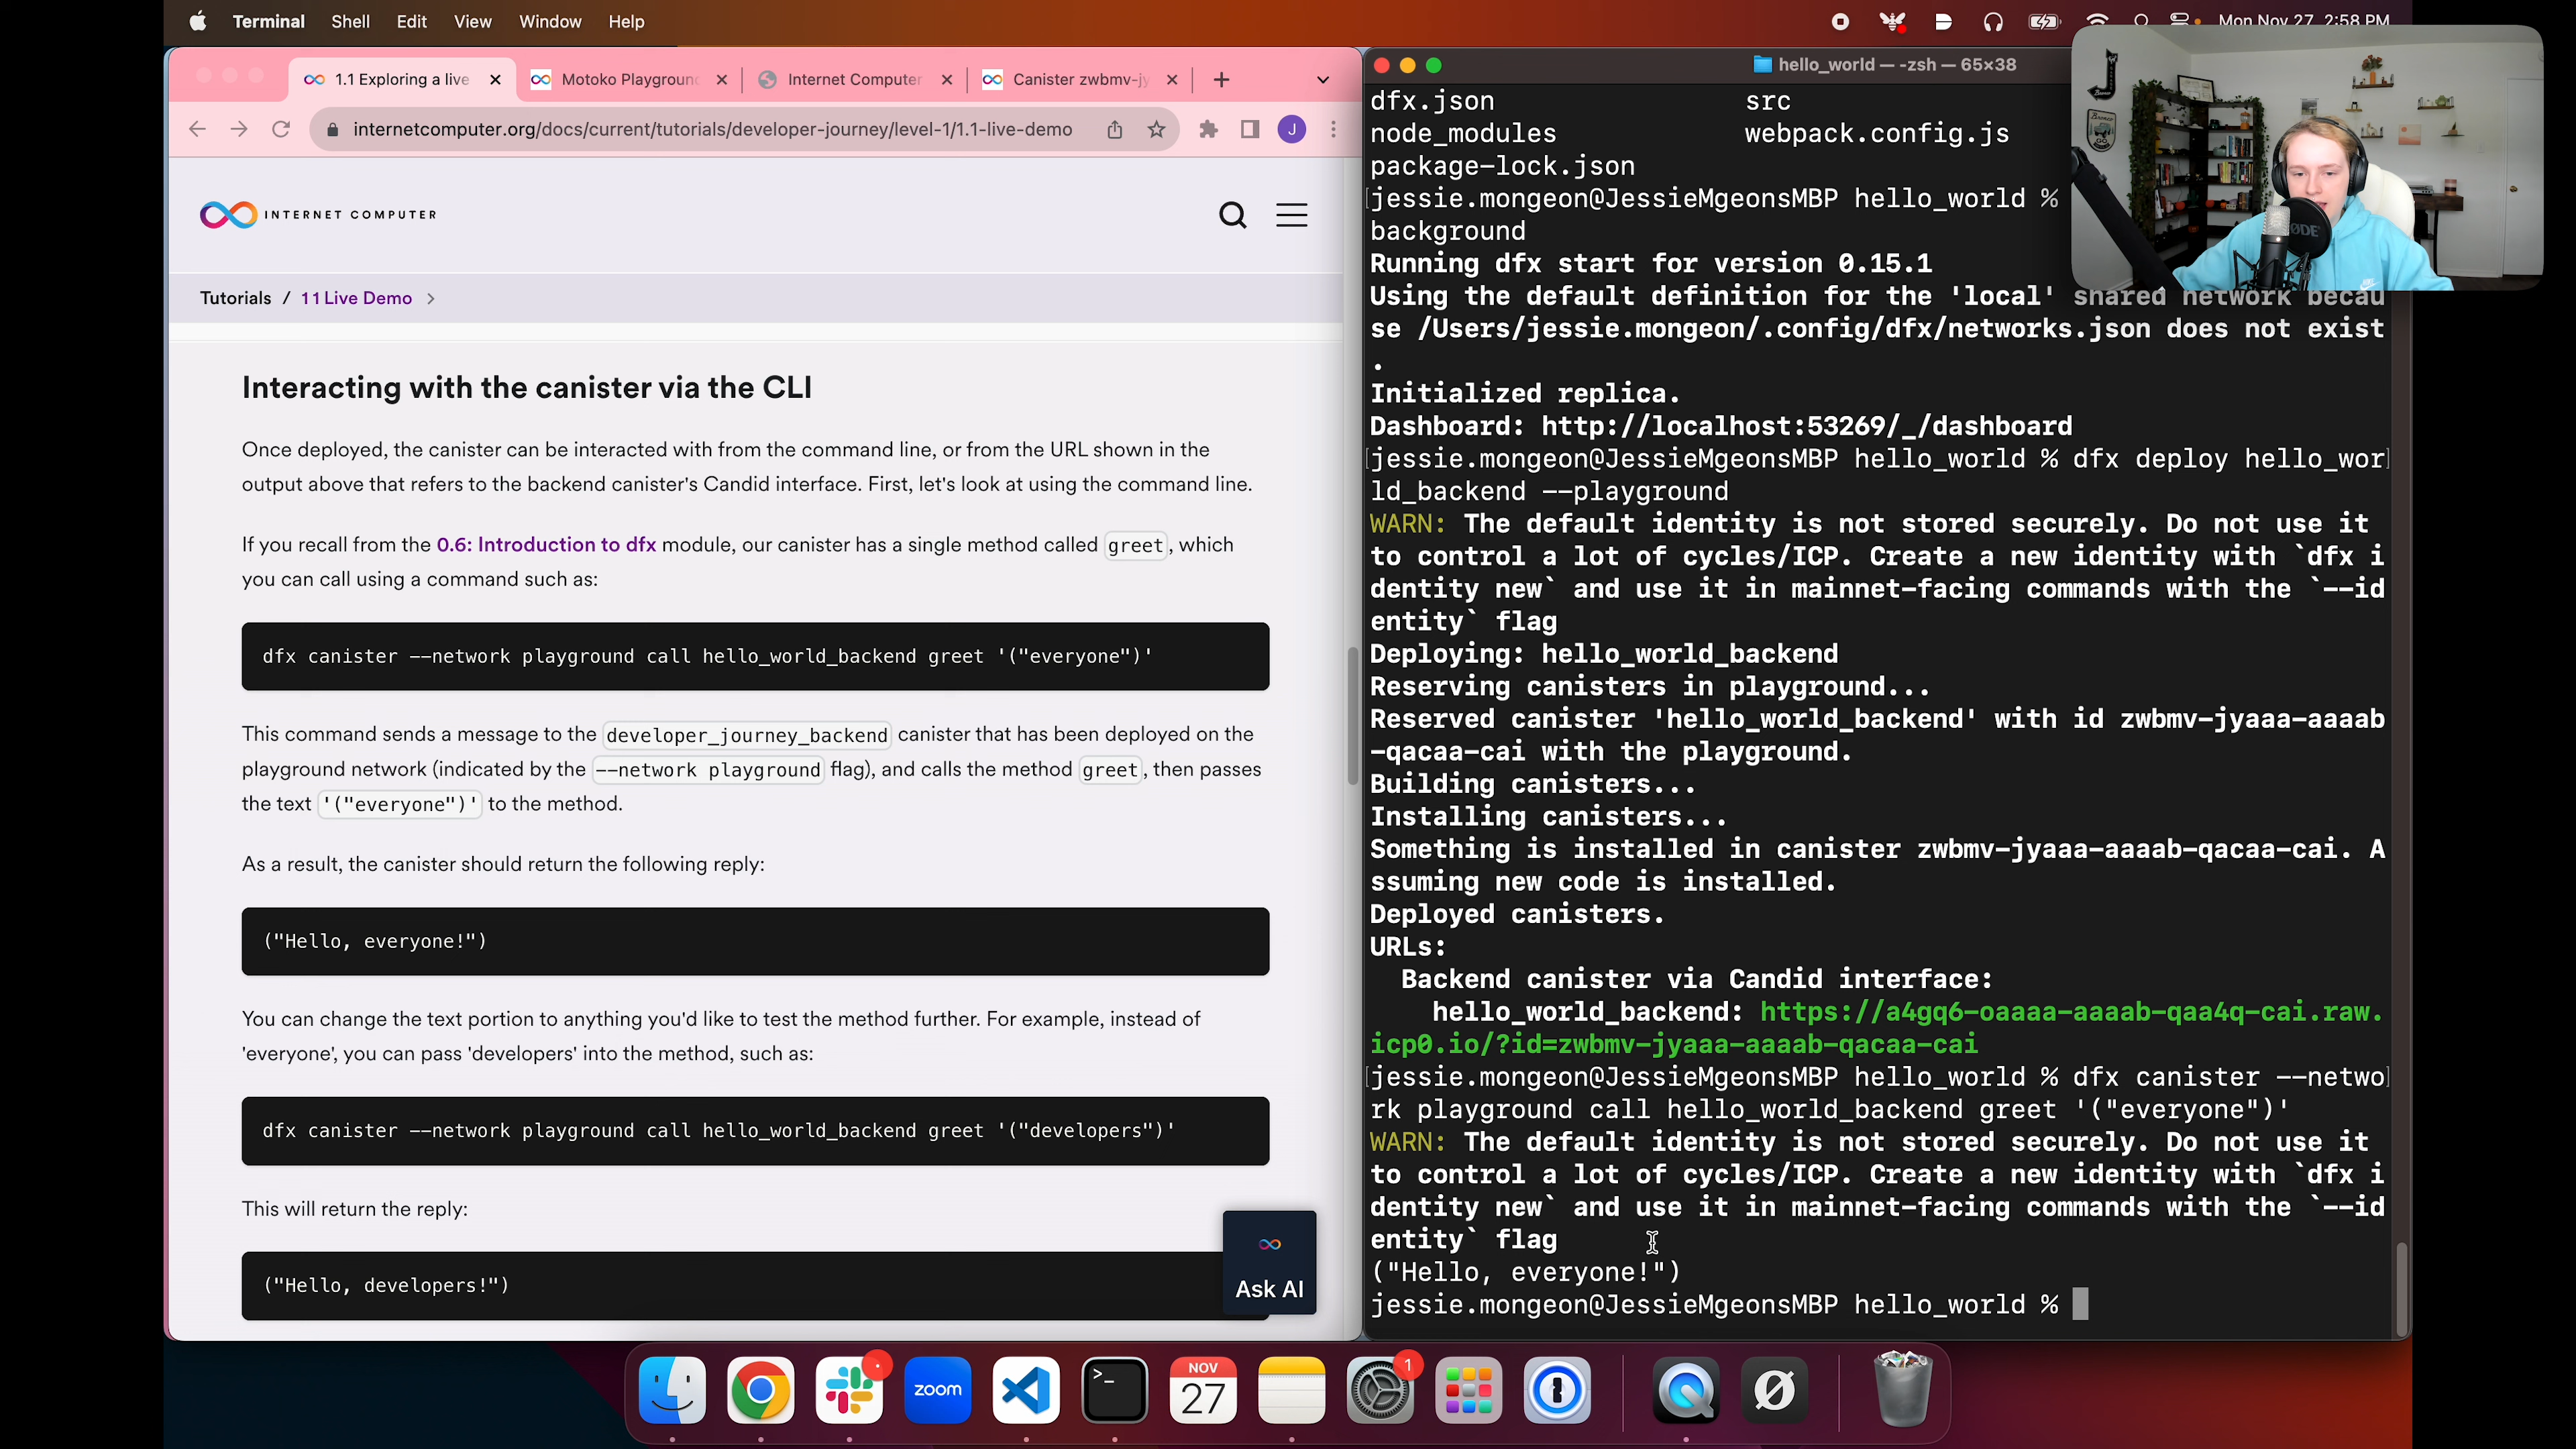 Terminal Shell Edit View Window Help
Mon Nov 27 2:58 PM
1.1 Exploring a live
Motoko Playground
Internet Computer
Canister zwbmv-jy
internetcomputer.org/docs/current/tutorials/developer-journey/level-1/1.1-live-demo
J
INTERNET COMPUTER
Tutorials / 1 1 Live Demo >
Interacting with the canister via the CLI
Once deployed, the canister can be interacted with from the command line, or from the URL shown in the
output above that refers to the backend canister's Candid interface. First, let's look at using the command line.
If you recall from the 0.6: Introduction to dfx module, our canister has a single method called greet, which
you can call using a command such as:
dfx canister --network playground call hello_world_backend greet '("everyone")'
This command sends a message to the developer_journey_backend canister that has been deployed on the
playground network (indicated by the --network playground flag), and calls the method greet, then passes
the text '("everyone")' to the method.
As a result, the canister should return the following reply:
("Hello, everyone!")
You can change the text portion to anything you'd like to test the method further. For example, instead of
'everyone', you can pass 'developers' into the method, such as:
dfx canister --network playground call hello_world_backend greet '("developers")'
This will return the reply:
("Hello, developers!")
Ask AI
hello_world — -zsh — 65×38
dfx.json src
node_modules webpack.config.js
package-lock.json
jessie.mongeon@JessieMgeonsMBP hello_world %
background
Running dfx start for version 0.15.1
Using the default definition for the 'local' shared network becau
se /Users/jessie.mongeon/.config/dfx/networks.json does not exist
.
Initialized replica.
Dashboard: http://localhost:53269/_/dashboard
jessie.mongeon@JessieMgeonsMBP hello_world % dfx deploy hello_wor
ld_backend --playground
WARN: The default identity is not stored securely. Do not use it
to control a lot of cycles/ICP. Create a new identity with `dfx i
dentity new` and use it in mainnet-facing commands with the `--id
entity` flag
Deploying: hello_world_backend
Reserving canisters in playground...
Reserved canister 'hello_world_backend' with id zwbmv-jyaaa-aaaab
-qacaa-cai with the playground.
Building canisters...
Installing canisters...
Something is installed in canister zwbmv-jyaaa-aaaab-qacaa-cai. A
ssuming new code is installed.
Deployed canisters.
URLs:
Backend canister via Candid interface:
hello_world_backend: https://a4gq6-oaaaa-aaaab-qaa4q-cai.raw.
icp0.io/?id=zwbmv-jyaaa-aaaab-qacaa-cai
jessie.mongeon@JessieMgeonsMBP hello_world % dfx canister --netwo
rk playground call hello_world_backend greet '("everyone")'
WARN: The default identity is not stored securely. Do not use it
to control a lot of cycles/ICP. Create a new identity with `dfx i
dentity new` and use it in mainnet-facing commands with the `--id
entity` flag
("Hello, everyone!")
jessie.mongeon@JessieMgeonsMBP hello_world %
zoom
NOV
27
1